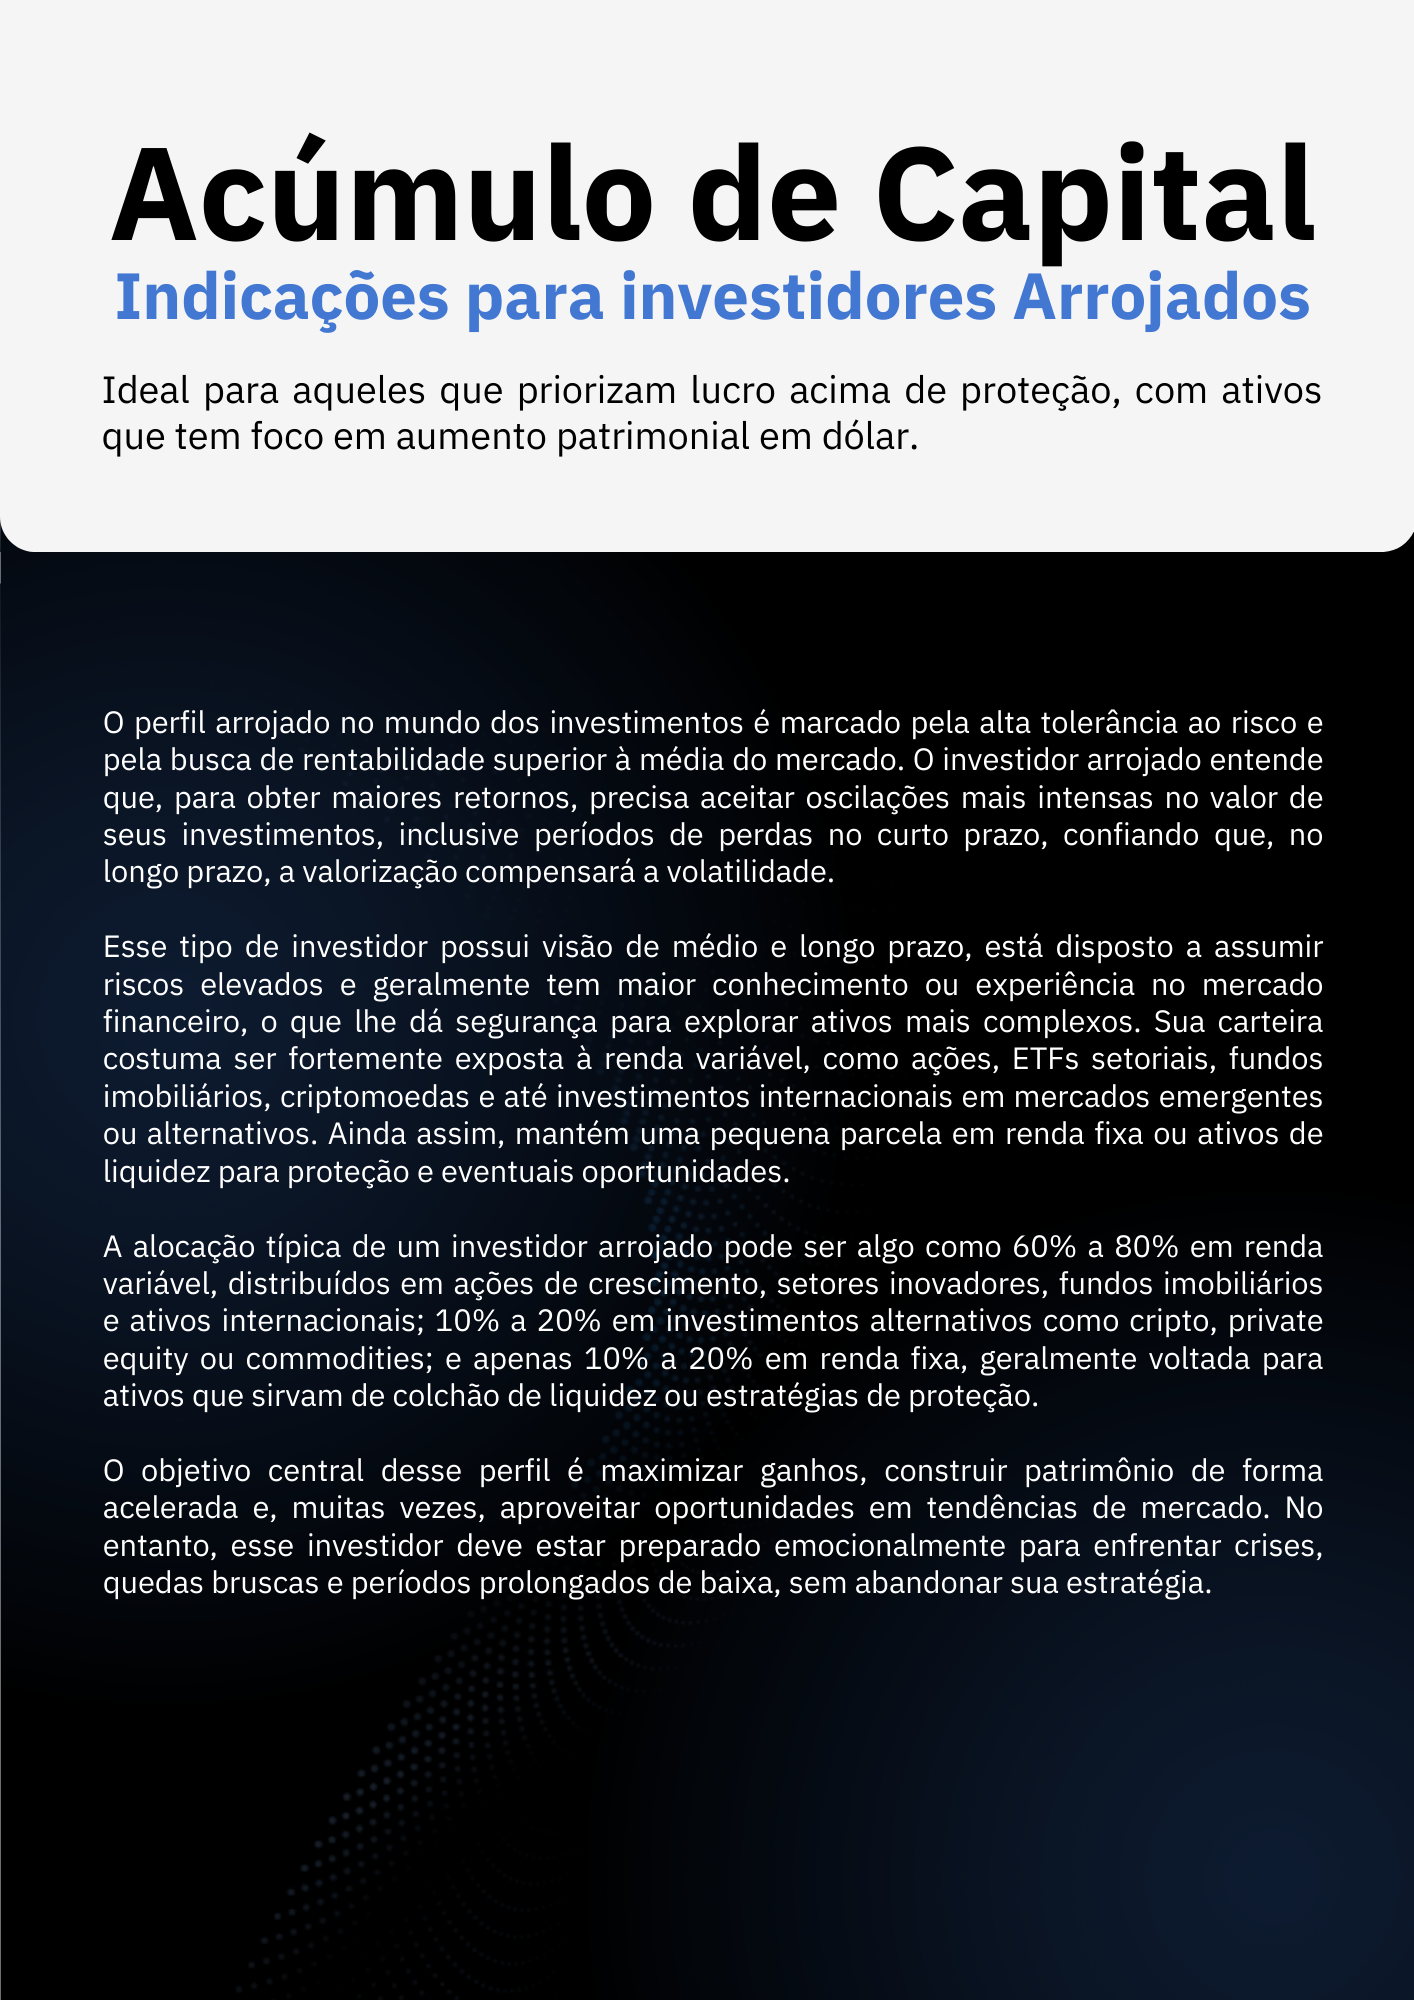 Acúmulo de Capital
Indicações para investidores Arrojados
Ideal para aqueles que priorizam lucro acima de proteção, com ativos
que tem foco em aumento patrimonial em dólar.
O perfil arrojado no mundo dos investimentos é marcado pela alta tolerância ao risco e
pela busca de rentabilidade superior à média do mercado. O investidor arrojado entende
que, para obter maiores retornos, precisa aceitar oscilações mais intensas no valor de
seus investimentos, inclusive períodos de perdas no curto prazo, confiando que, no
longo prazo, a valorização compensará a volatilidade.
Esse tipo de investidor possui visão de médio e longo prazo, está disposto a assumir
riscos elevados e geralmente tem maior conhecimento ou experiência no mercado
financeiro, o que lhe dá segurança para explorar ativos mais complexos. Sua carteira
costuma ser fortemente exposta à renda variável, como ações, ETFs setoriais, fundos
imobiliários, criptomoedas e até investimentos internacionais em mercados emergentes
ou alternativos. Ainda assim, mantém uma pequena parcela em renda fixa ou ativos de
liquidez para proteção e eventuais oportunidades.
A alocação típica de um investidor arrojado pode ser algo como 60% a 80% em renda
variável, distribuídos em ações de crescimento, setores inovadores, fundos imobiliários
e ativos internacionais; 10% a 20% em investimentos alternativos como cripto, private
equity ou commodities; e apenas 10% a 20% em renda fixa, geralmente voltada para
ativos que sirvam de colchão de liquidez ou estratégias de proteção.
O objetivo central desse perfil é maximizar ganhos, construir patrimônio de forma
acelerada e, muitas vezes, aproveitar oportunidades em tendências de mercado. No
entanto, esse investidor deve estar preparado emocionalmente para enfrentar crises,
quedas bruscas e períodos prolongados de baixa, sem abandonar sua estratégia.